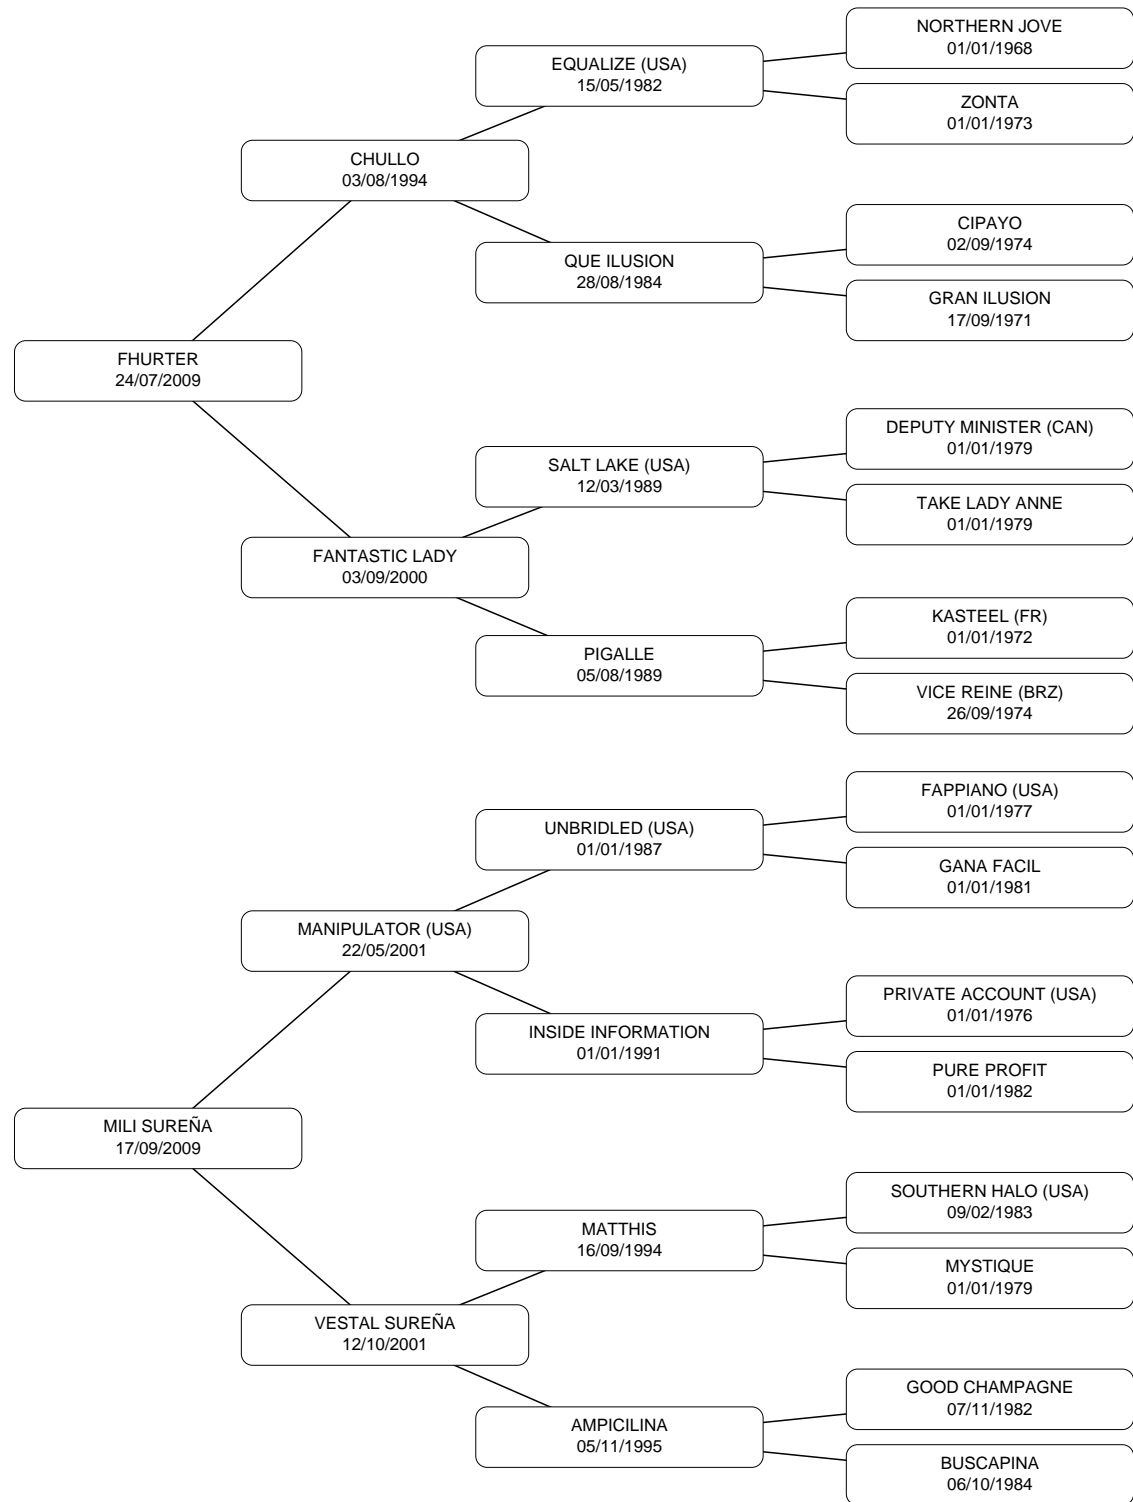 NORTHERN JOVE
01/01/1968
EQUALIZE (USA)
15/05/1982
ZONTA
01/01/1973
CHULLO
03/08/1994
CIPAYO
02/09/1974
QUE ILUSION
28/08/1984
GRAN ILUSION
17/09/1971
FHURTER
24/07/2009
DEPUTY MINISTER (CAN)
01/01/1979
SALT LAKE (USA)
12/03/1989
TAKE LADY ANNE
01/01/1979
FANTASTIC LADY
03/09/2000
KASTEEL (FR)
01/01/1972
PIGALLE
05/08/1989
VICE REINE (BRZ)
26/09/1974
FAPPIANO (USA)
01/01/1977
UNBRIDLED (USA)
01/01/1987
GANA FACIL
01/01/1981
MANIPULATOR (USA)
22/05/2001
PRIVATE ACCOUNT (USA)
01/01/1976
INSIDE INFORMATION
01/01/1991
PURE PROFIT
01/01/1982
MILI SUREÑA
17/09/2009
SOUTHERN HALO (USA)
09/02/1983
MATTHIS
16/09/1994
MYSTIQUE
01/01/1979
VESTAL SUREÑA
12/10/2001
GOOD CHAMPAGNE
07/11/1982
AMPICILINA
05/11/1995
BUSCAPINA
06/10/1984